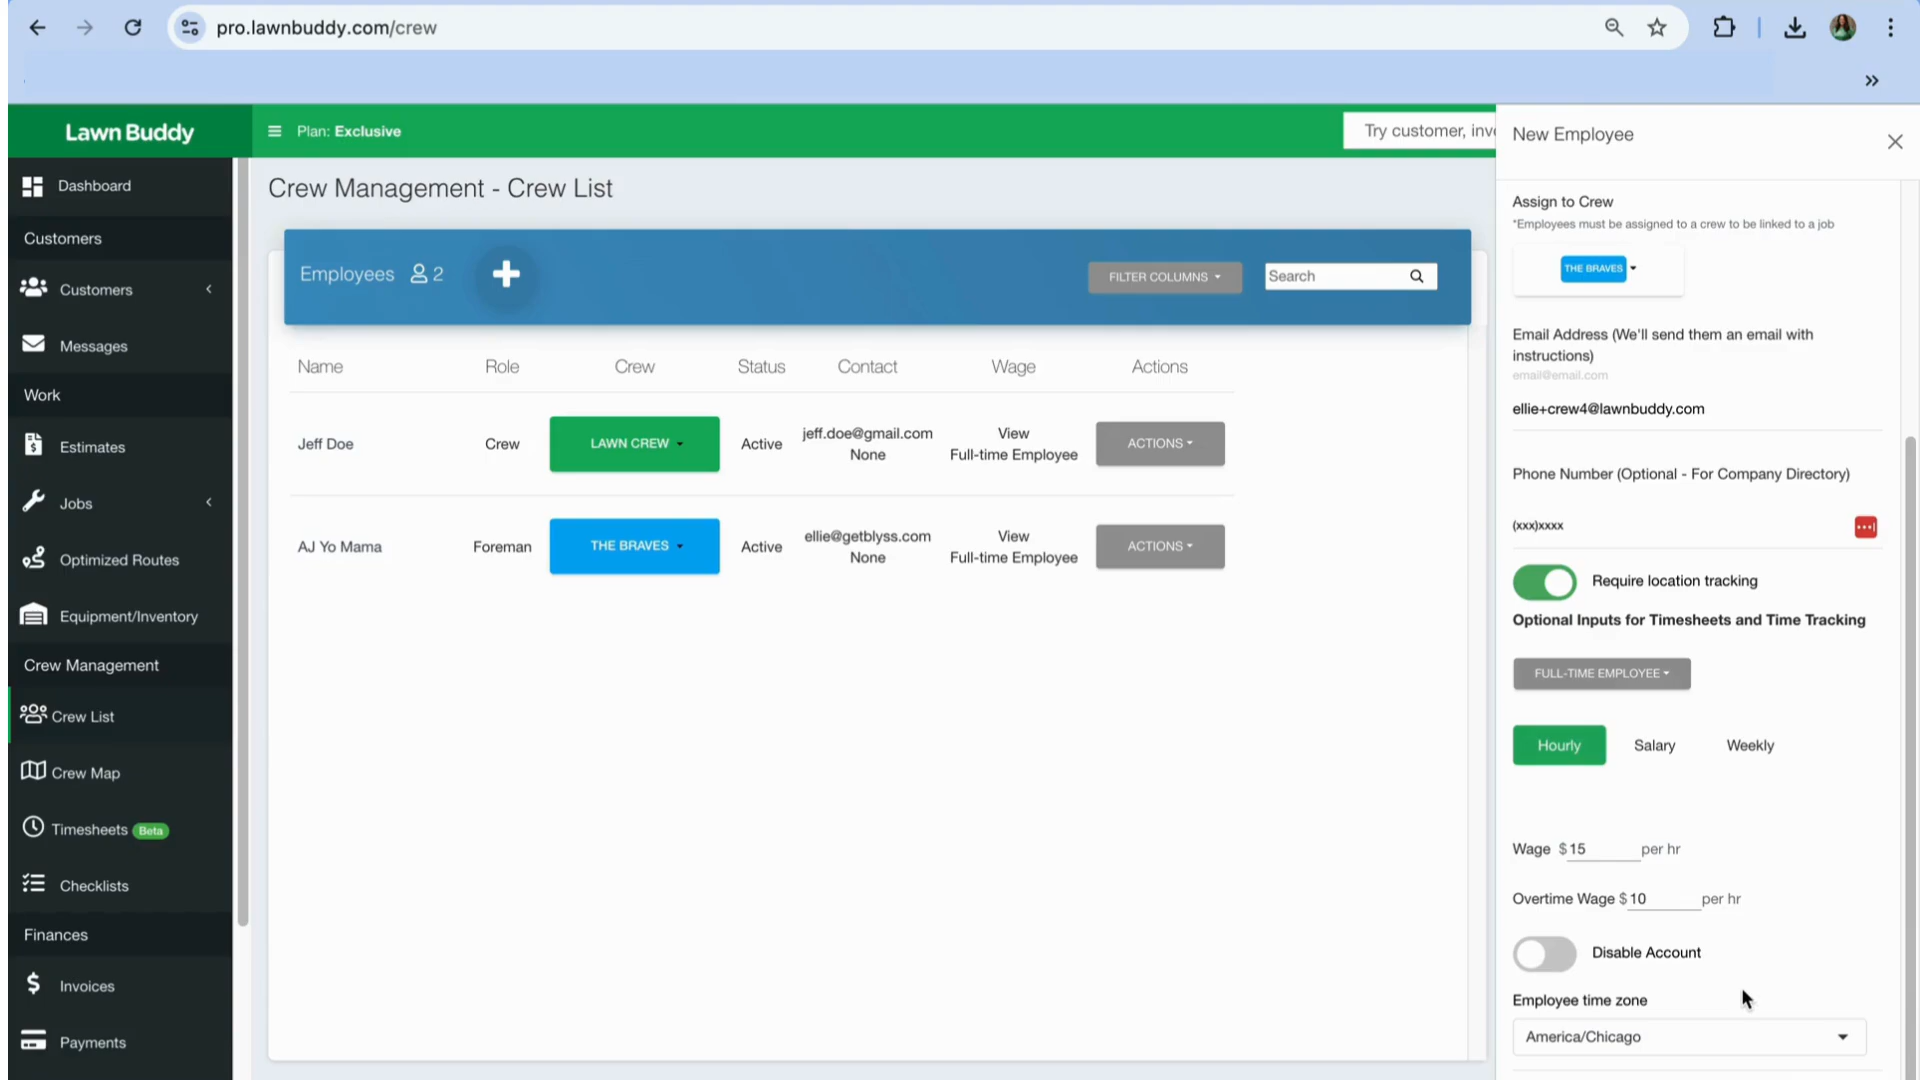 pro.lawnbuddy.com/crew
Lawn Buddy
Plan: Exclusive
Try customer, invo
Dashboard
Customers
Customers
Messages
Work
Estimates
Jobs
Optimized Routes
Equipment/Inventory
Crew Management
Crew List
Crew Map
Timesheets Beta
Checklists
Finances
Invoices
Payments
Crew Management - Crew List
Employees 2
FILTER COLUMNS
Search
Name Role Crew Status Contact Wage Actions
Jeff Doe Crew LAWN CREW Active jeff.doe@gmail.com View ACTIONS
None Full-time Employee
AJ Yo Mama Foreman THE BRAVES Active ellie@getblyss.com View ACTIONS
None Full-time Employee
New Employee
Assign to Crew
*Employees must be assigned to a crew to be linked to a job
THE BRAVES
Email Address (We'll send them an email with
instructions)
email@email.com
ellie+crew4@lawnbuddy.com
Phone Number (Optional - For Company Directory)
(xxx)xxxx
Require location tracking
Optional Inputs for Timesheets and Time Tracking
FULL-TIME EMPLOYEE
Hourly Salary Weekly
Wage $ 15 per hr
Overtime Wage $ 10 per hr
Disable Account
Employee time zone
America/Chicago